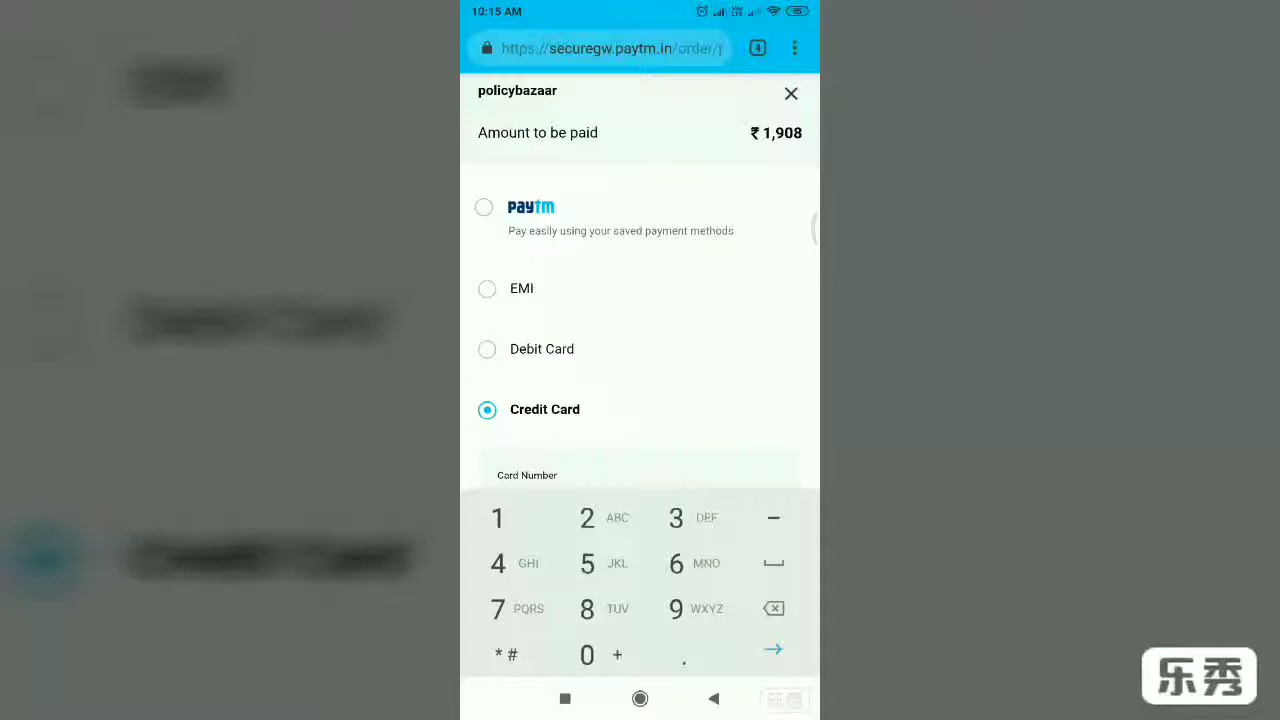 10:15 AM
95
https://securegw.paytm.in/order/p
4
policybazaar
Amount to be paid ₹ 1,908
paytm
Pay easily using your saved payment methods
EMI
Debit Card
Credit Card
Card Number
1 2 ABC 3 DEF -
4 GHI 5 JKL 6 MNO
7 PQRS 8 TUV 9 WXYZ
* # 0 + .
乐秀